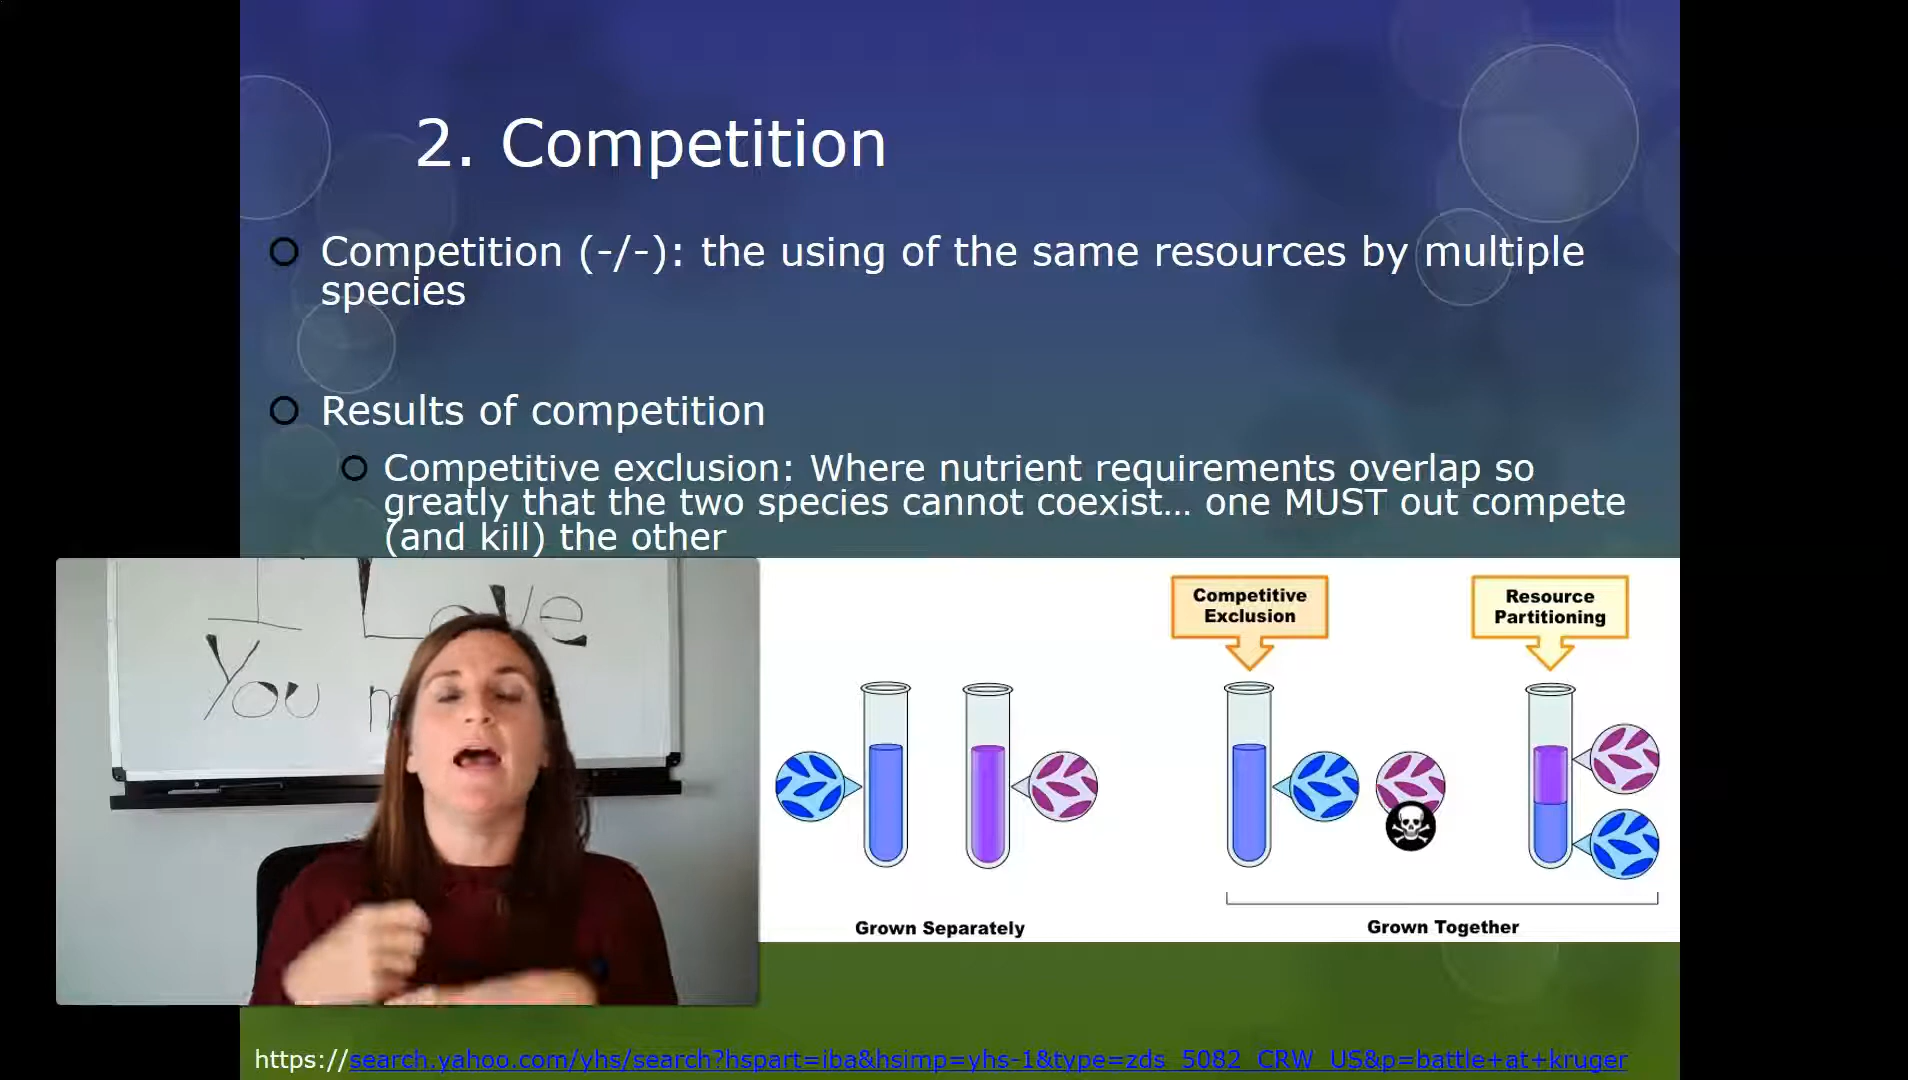 2. Competition
Competition (-/-): the using of the same resources by multiple
species
Results of competition
Competitive exclusion: Where nutrient requirements overlap so
greatly that the two species cannot coexist... one MUST out compete
(and kill) the other
I Love
You
Competitive
Exclusion
Resource
Partitioning
Grown Separately
Grown Together
https://search.yahoo.com/yhs/search?hspart=iba&hsimp=yhs-1&type=zds_5082_CRW_US&p=battle+at+kruger